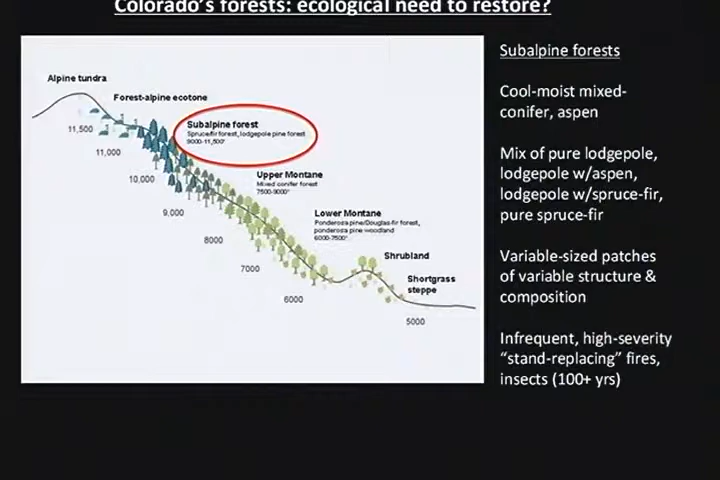 Colorado's forests: ecological need to restore?
Alpine tundra
Forest-alpine ecotone
Subalpine forest
Spruce/fir forest, lodgepole pine forest
9000-11,500'
11,500
11,000
10,000
Upper Montane
Mixed conifer forest
7500-9000'
9,000
Lower Montane
Ponderosa pine/Douglas-fir forest,
ponderosa pine woodland
6000-7500'
8000
Shrubland
7000
Shortgrass
steppe
6000
5000
Subalpine forests
Cool-moist mixed-
conifer, aspen
Mix of pure lodgepole,
lodgepole w/aspen,
lodgepole w/spruce-fir,
pure spruce-fir
Variable-sized patches
of variable structure &
composition
Infrequent, high-severity
“stand-replacing” fires,
insects (100+ yrs)